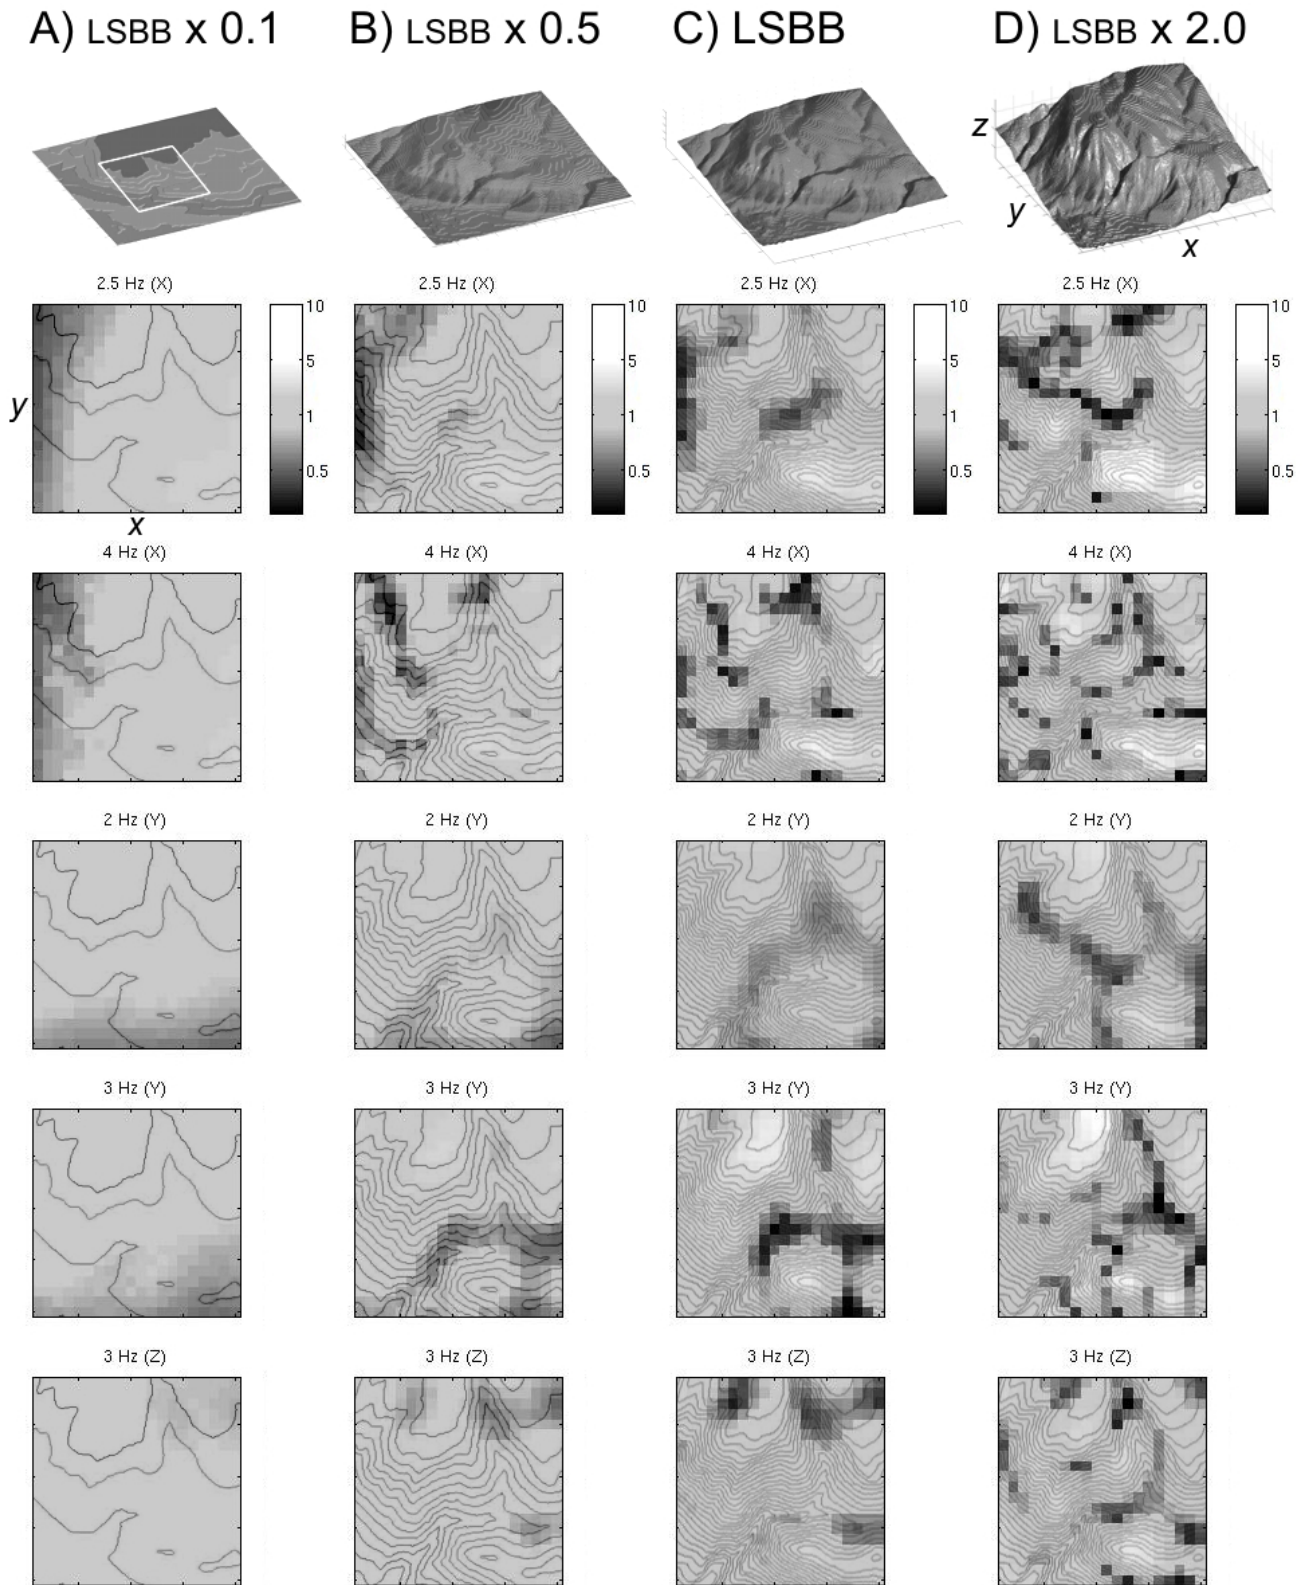 A) LSBB x 0.1 B) LSBB x 0.5 C) LSBB D) LSBB x 2.0
z
y
x
2.5 Hz (X) 2.5 Hz (X) 2.5 Hz (X) 2.5 Hz (X)
10 10 10 10
5 5 5 5
y
1 1 1 1
0.5 0.5 0.5 0.5
x
4 Hz (X) 4 Hz (X) 4 Hz (X) 4 Hz (X)
2 Hz (Y) 2 Hz (Y) 2 Hz (Y) 2 Hz (Y)
3 Hz (Y) 3 Hz (Y) 3 Hz (Y) 3 Hz (Y)
3 Hz (Z) 3 Hz (Z) 3 Hz (Z) 3 Hz (Z)